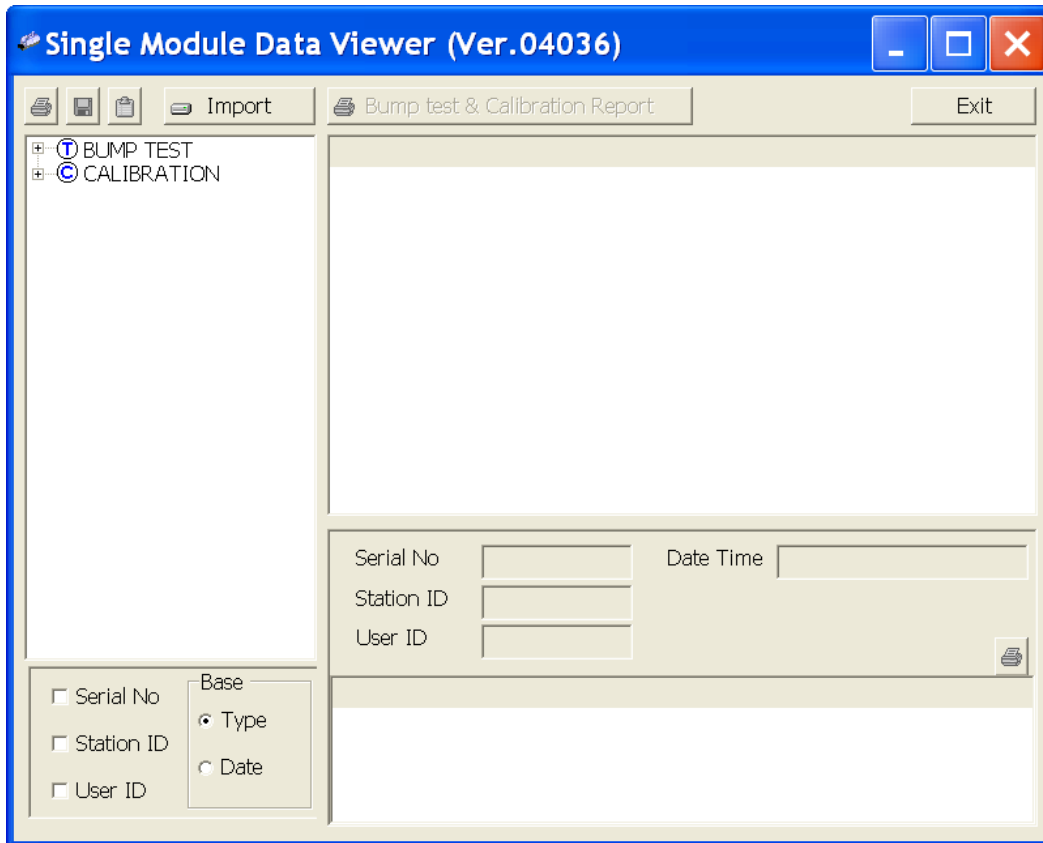 Single Module Data Viewer (Ver.04036)
Import
Bump test & Calibration Report
Exit
T BUMP TEST
C CALIBRATION
Serial No
Date Time
Station ID
User ID
Serial No
Station ID
User ID
Base
Type
Date